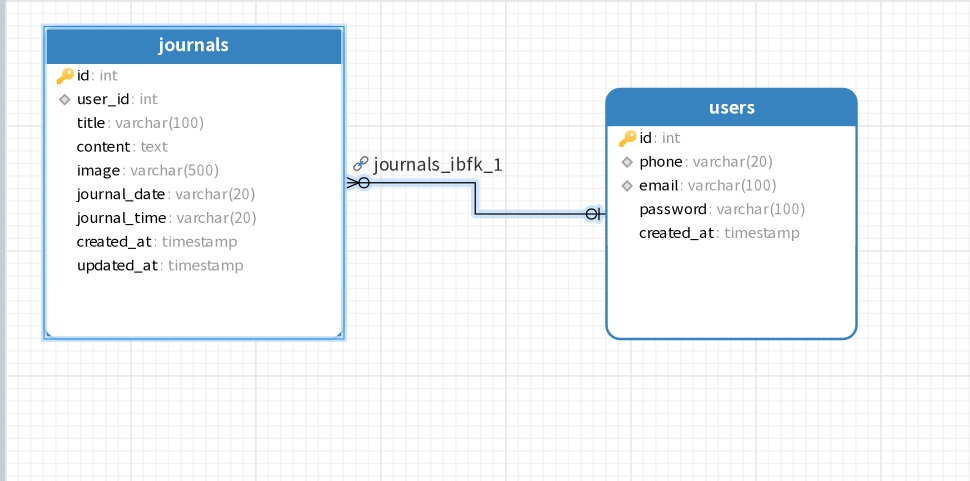 journals
id: int
user_id: int
title: varchar(100)
content: text
image: varchar(500)
journal_date: varchar(20)
journal_time: varchar(20)
created_at: timestamp
updated_at: timestamp
journals_ibfk_1
users
id: int
phone: varchar(20)
email: varchar(100)
password: varchar(100)
created_at: timestamp